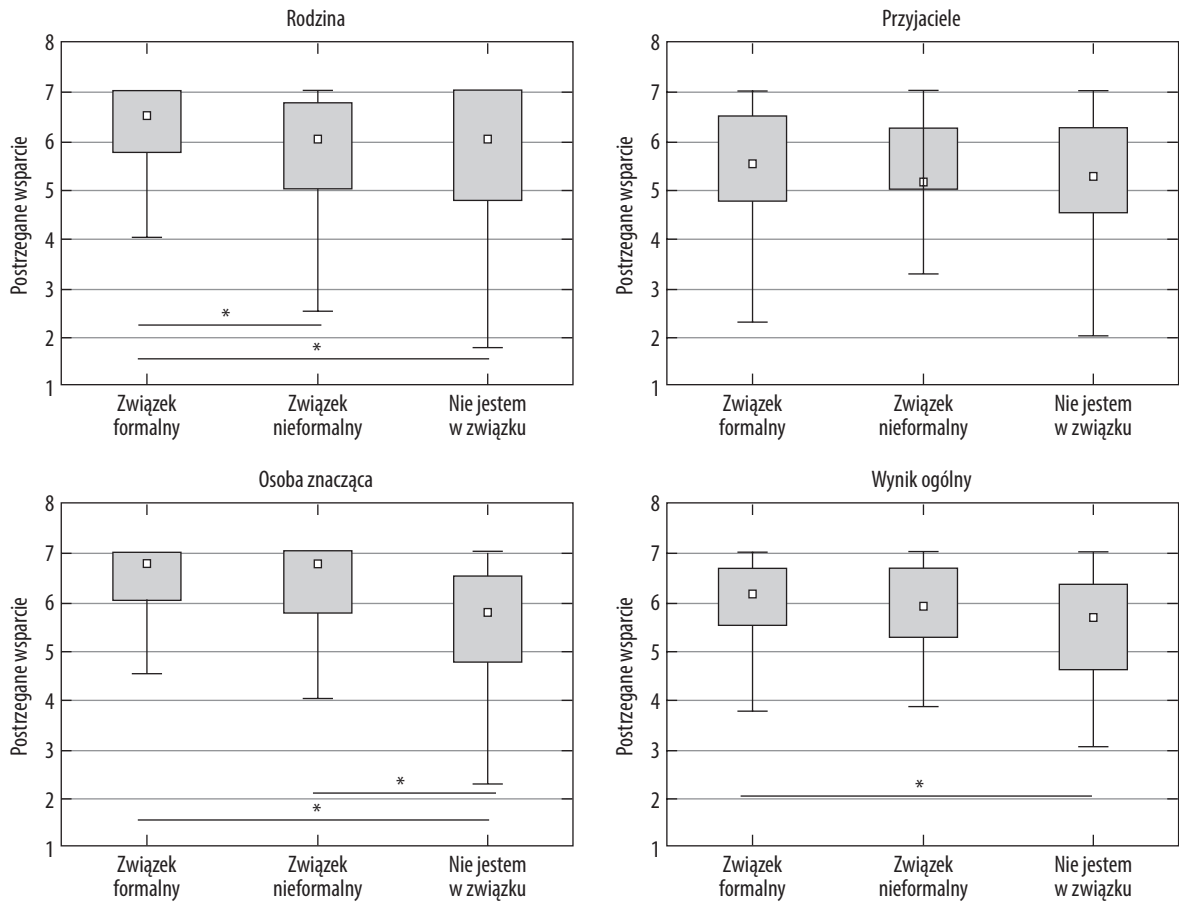 Rodzina
Postrzegane wsparcie
8
7
6
5
4
3
2
1
*
*
Związek
formalny
Związek
nieformalny
Nie jestem
w związku
Przyjaciele
Postrzegane wsparcie
8
7
6
5
4
3
2
1
Związek
formalny
Związek
nieformalny
Nie jestem
w związku
Osoba znacząca
Postrzegane wsparcie
8
7
6
5
4
3
2
1
*
*
Związek
formalny
Związek
nieformalny
Nie jestem
w związku
Wynik ogólny
Postrzegane wsparcie
8
7
6
5
4
3
2
1
*
Związek
formalny
Związek
nieformalny
Nie jestem
w związku